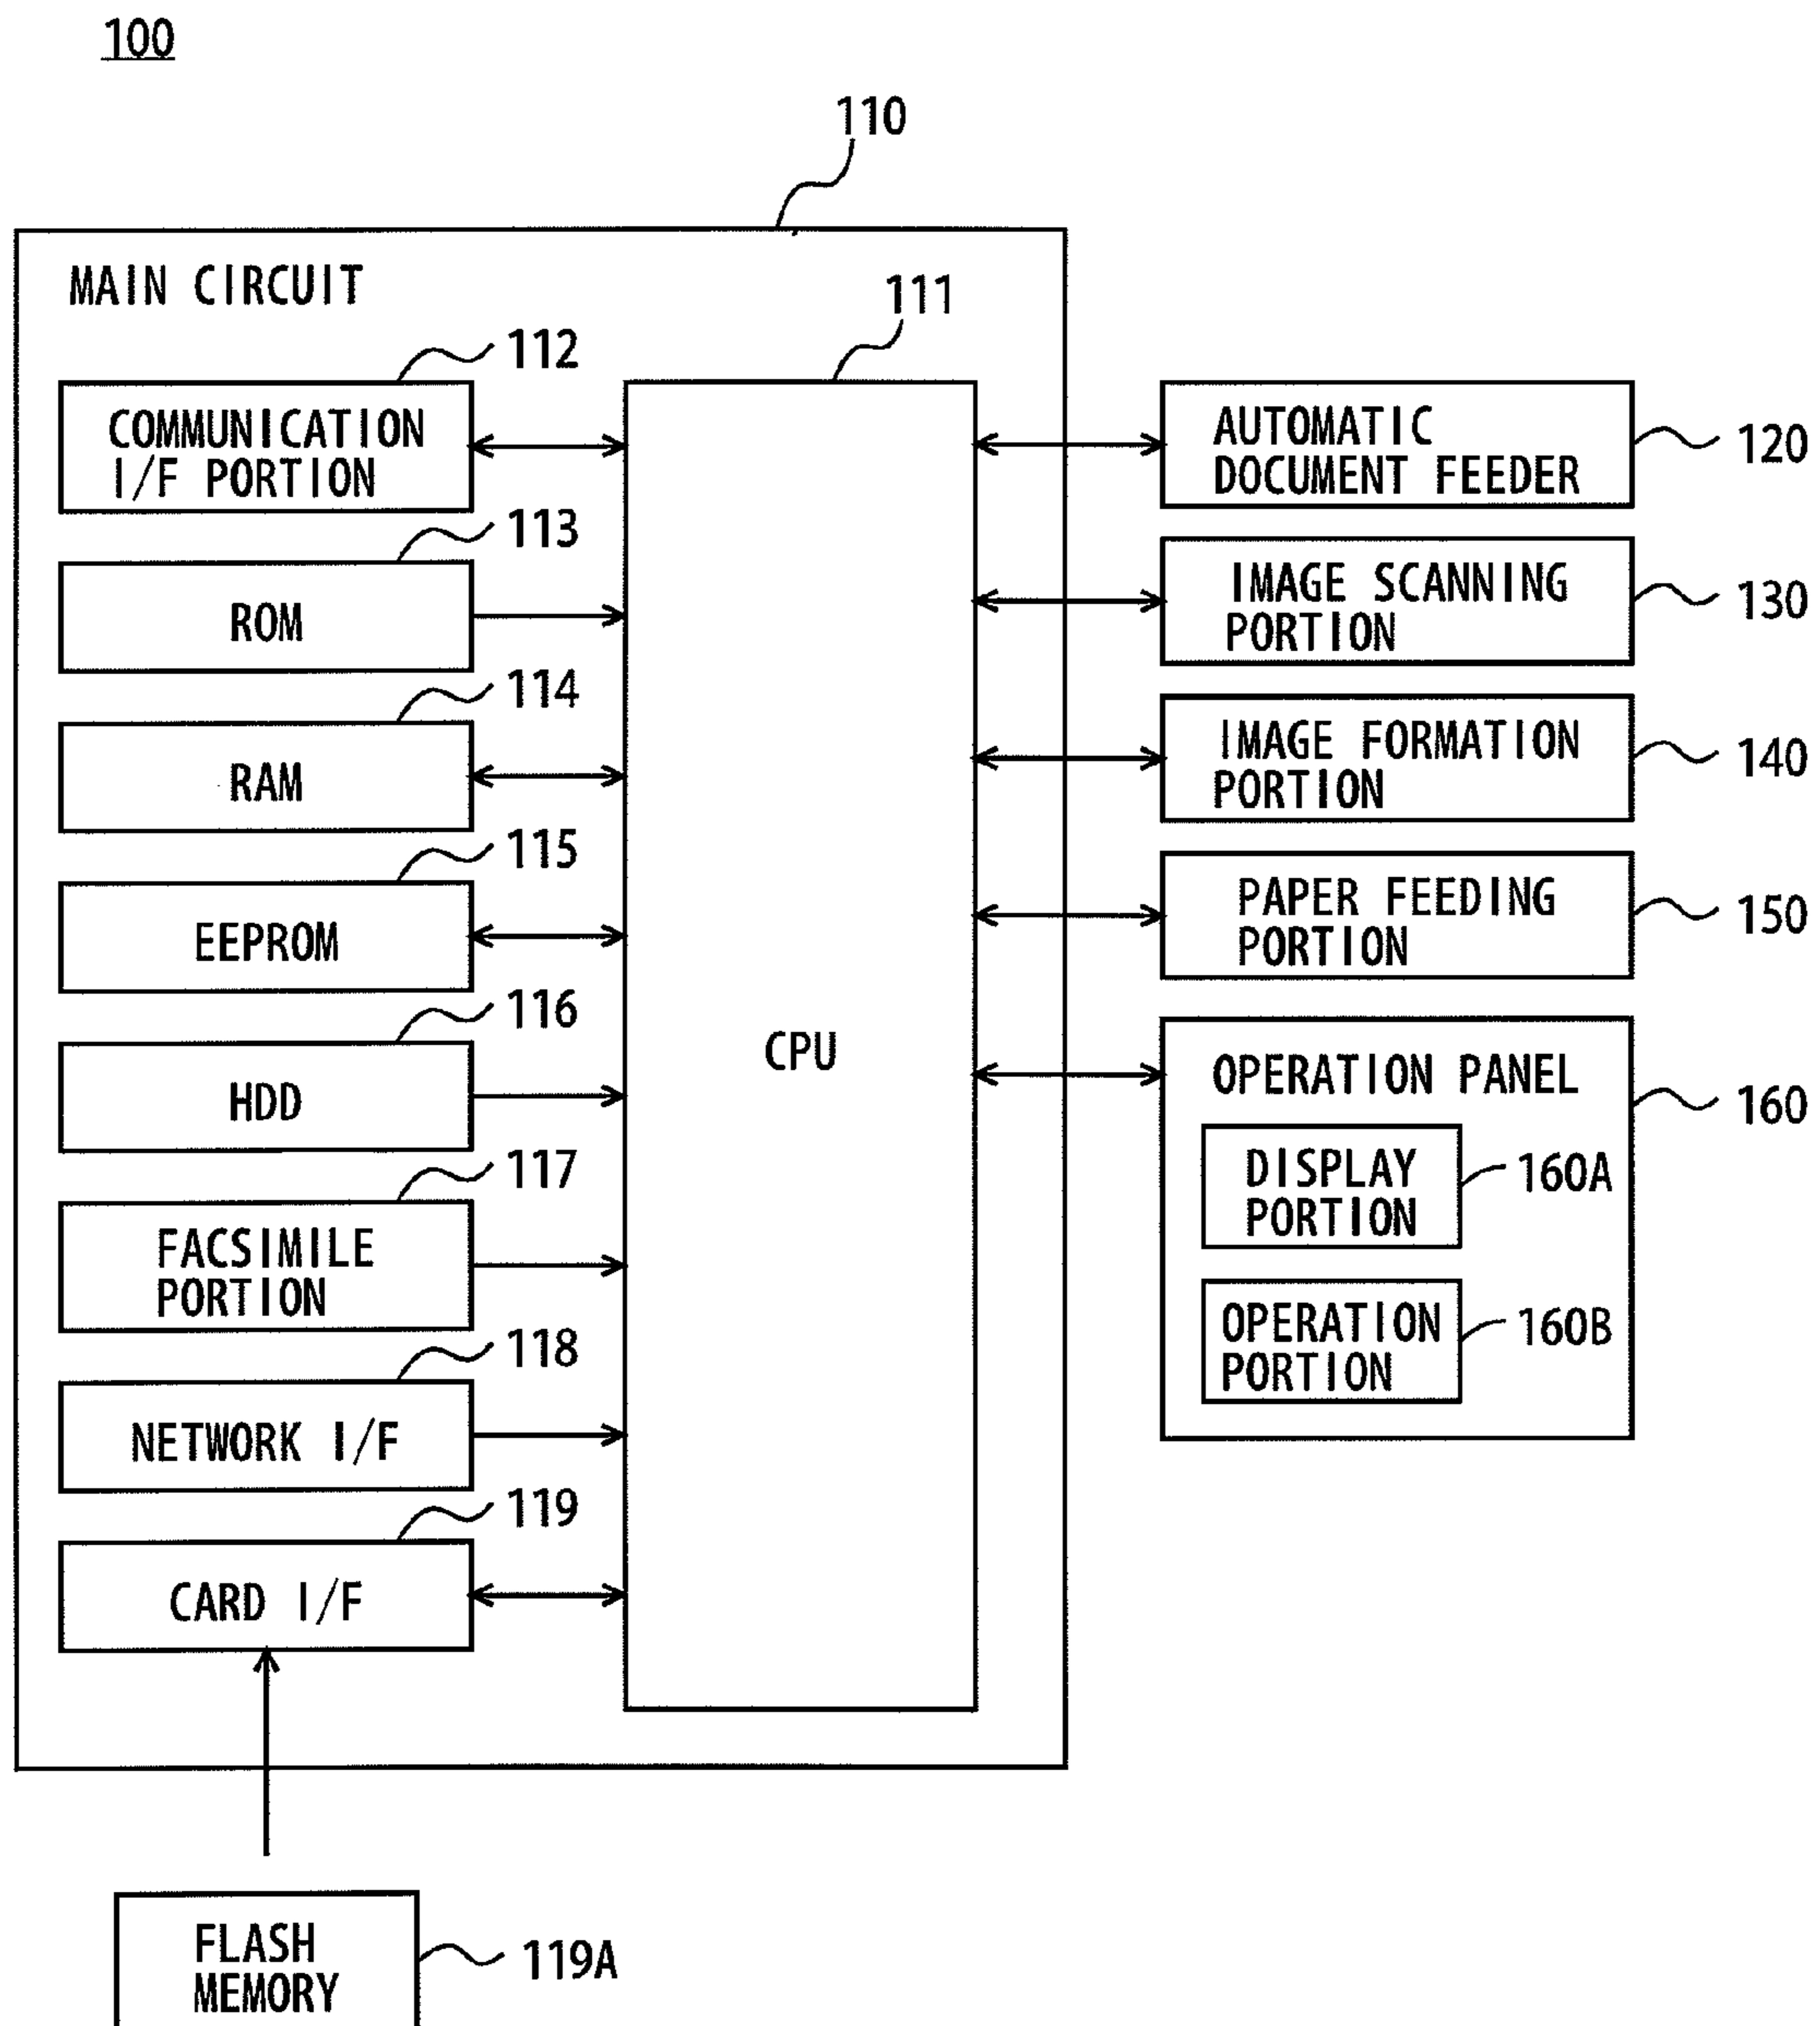 100
110
MAIN CIRCUIT
111
112
COMMUNICATION
I/F PORTION
113
ROM
114
RAM
115
EEPROM
116
HDD
117
FACSIMILE
PORTION
118
NETWORK I/F
119
CARD I/F
CPU
AUTOMATIC
DOCUMENT FEEDER
120
IMAGE SCANNING
PORTION
130
IMAGE FORMATION
PORTION
140
PAPER FEEDING
PORTION
150
OPERATION PANEL
160
DISPLAY
PORTION
160A
OPERATION
PORTION
160B
FLASH
MEMORY
119A